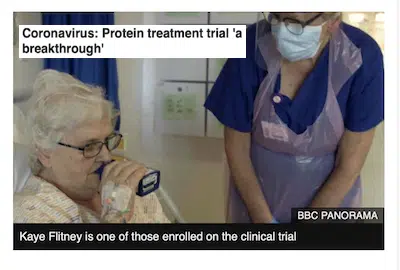 Coronavirus: Protein treatment trial 'a
breakthrough'
BBC PANORAMA
Kaye Flitney is one of those enrolled on the clinical trial